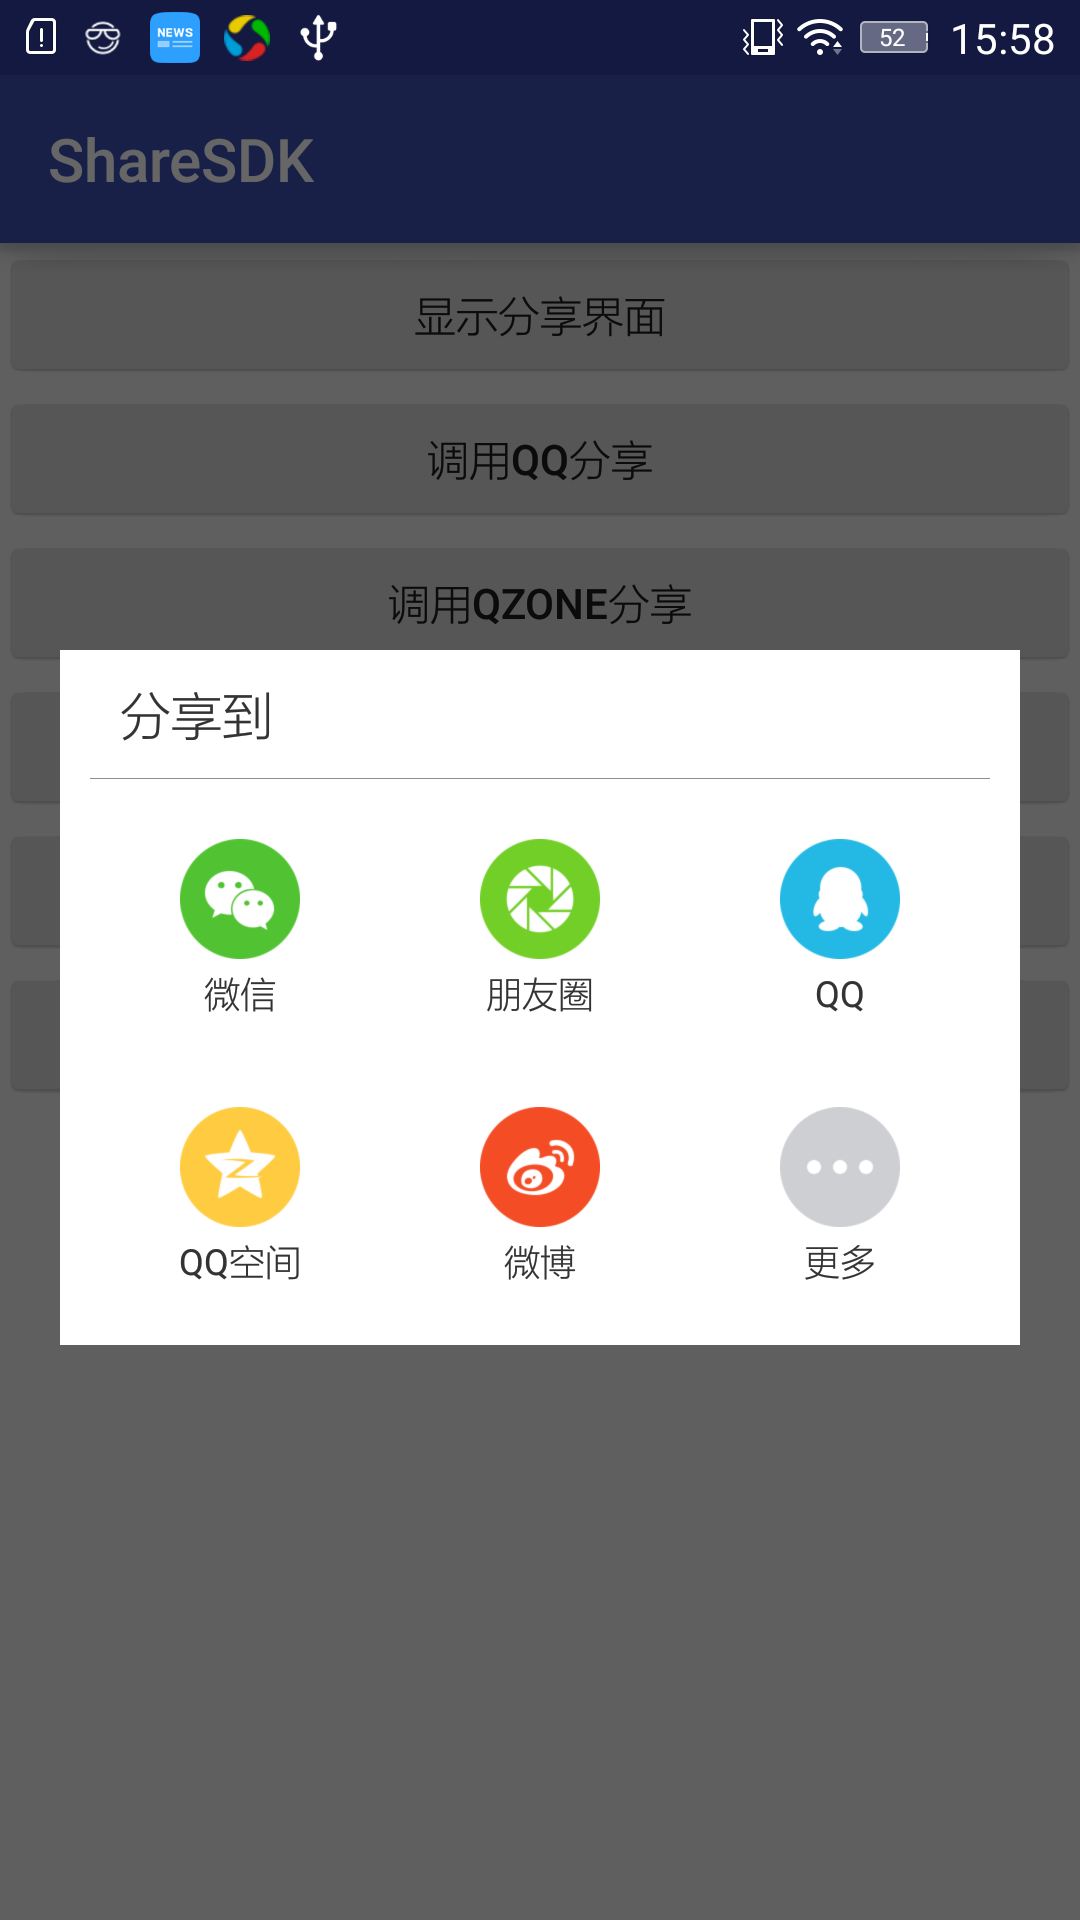 NEWS
52
15:58
ShareSDK
显示分享界面
调用QQ分享
调用QZONE分享
分享到
微信
朋友圈
QQ
QQ空间
微博
更多